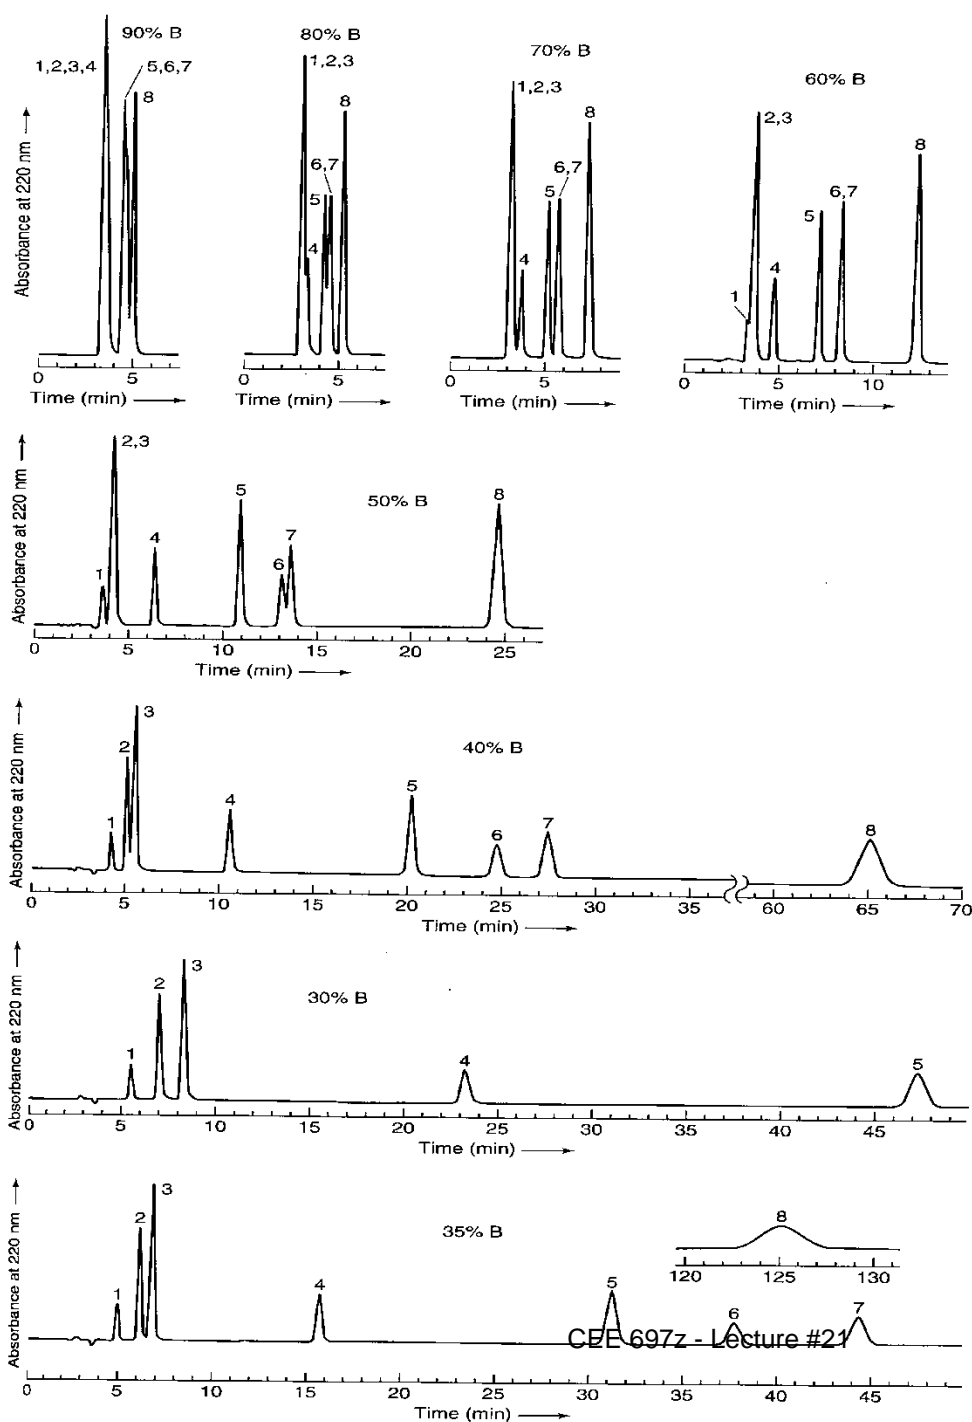 90% B
1,2,3,4
5,6,7
8
Absorbance at 220 nm
0 5
Time (min)
80% B
1,2,3
8
6,7
5
4
0 5
Time (min)
70% B
1,2,3
8
6,7
5
4
0 5
Time (min)
60% B
2,3
8
6,7
5
4
1
0 5 10
Time (min)
Absorbance at 220 nm
2,3
50% B
1
4
5
6
7
8
0 5 10 15 20 25
Time (min)
Absorbance at 220 nm
40% B
1
2
3
4
5
6
7
8
0 5 10 15 20 25 30 35 60 65 70
Time (min)
Absorbance at 220 nm
30% B
1
2
3
4
5
0 5 10 15 20 25 30 35 40 45
Time (min)
Absorbance at 220 nm
35% B
1
2
3
4
5
6
7
8
120 125 130
CEE 697z - Lecture #21
0 5 10 15 20 25 30 35 40 45
Time (min)